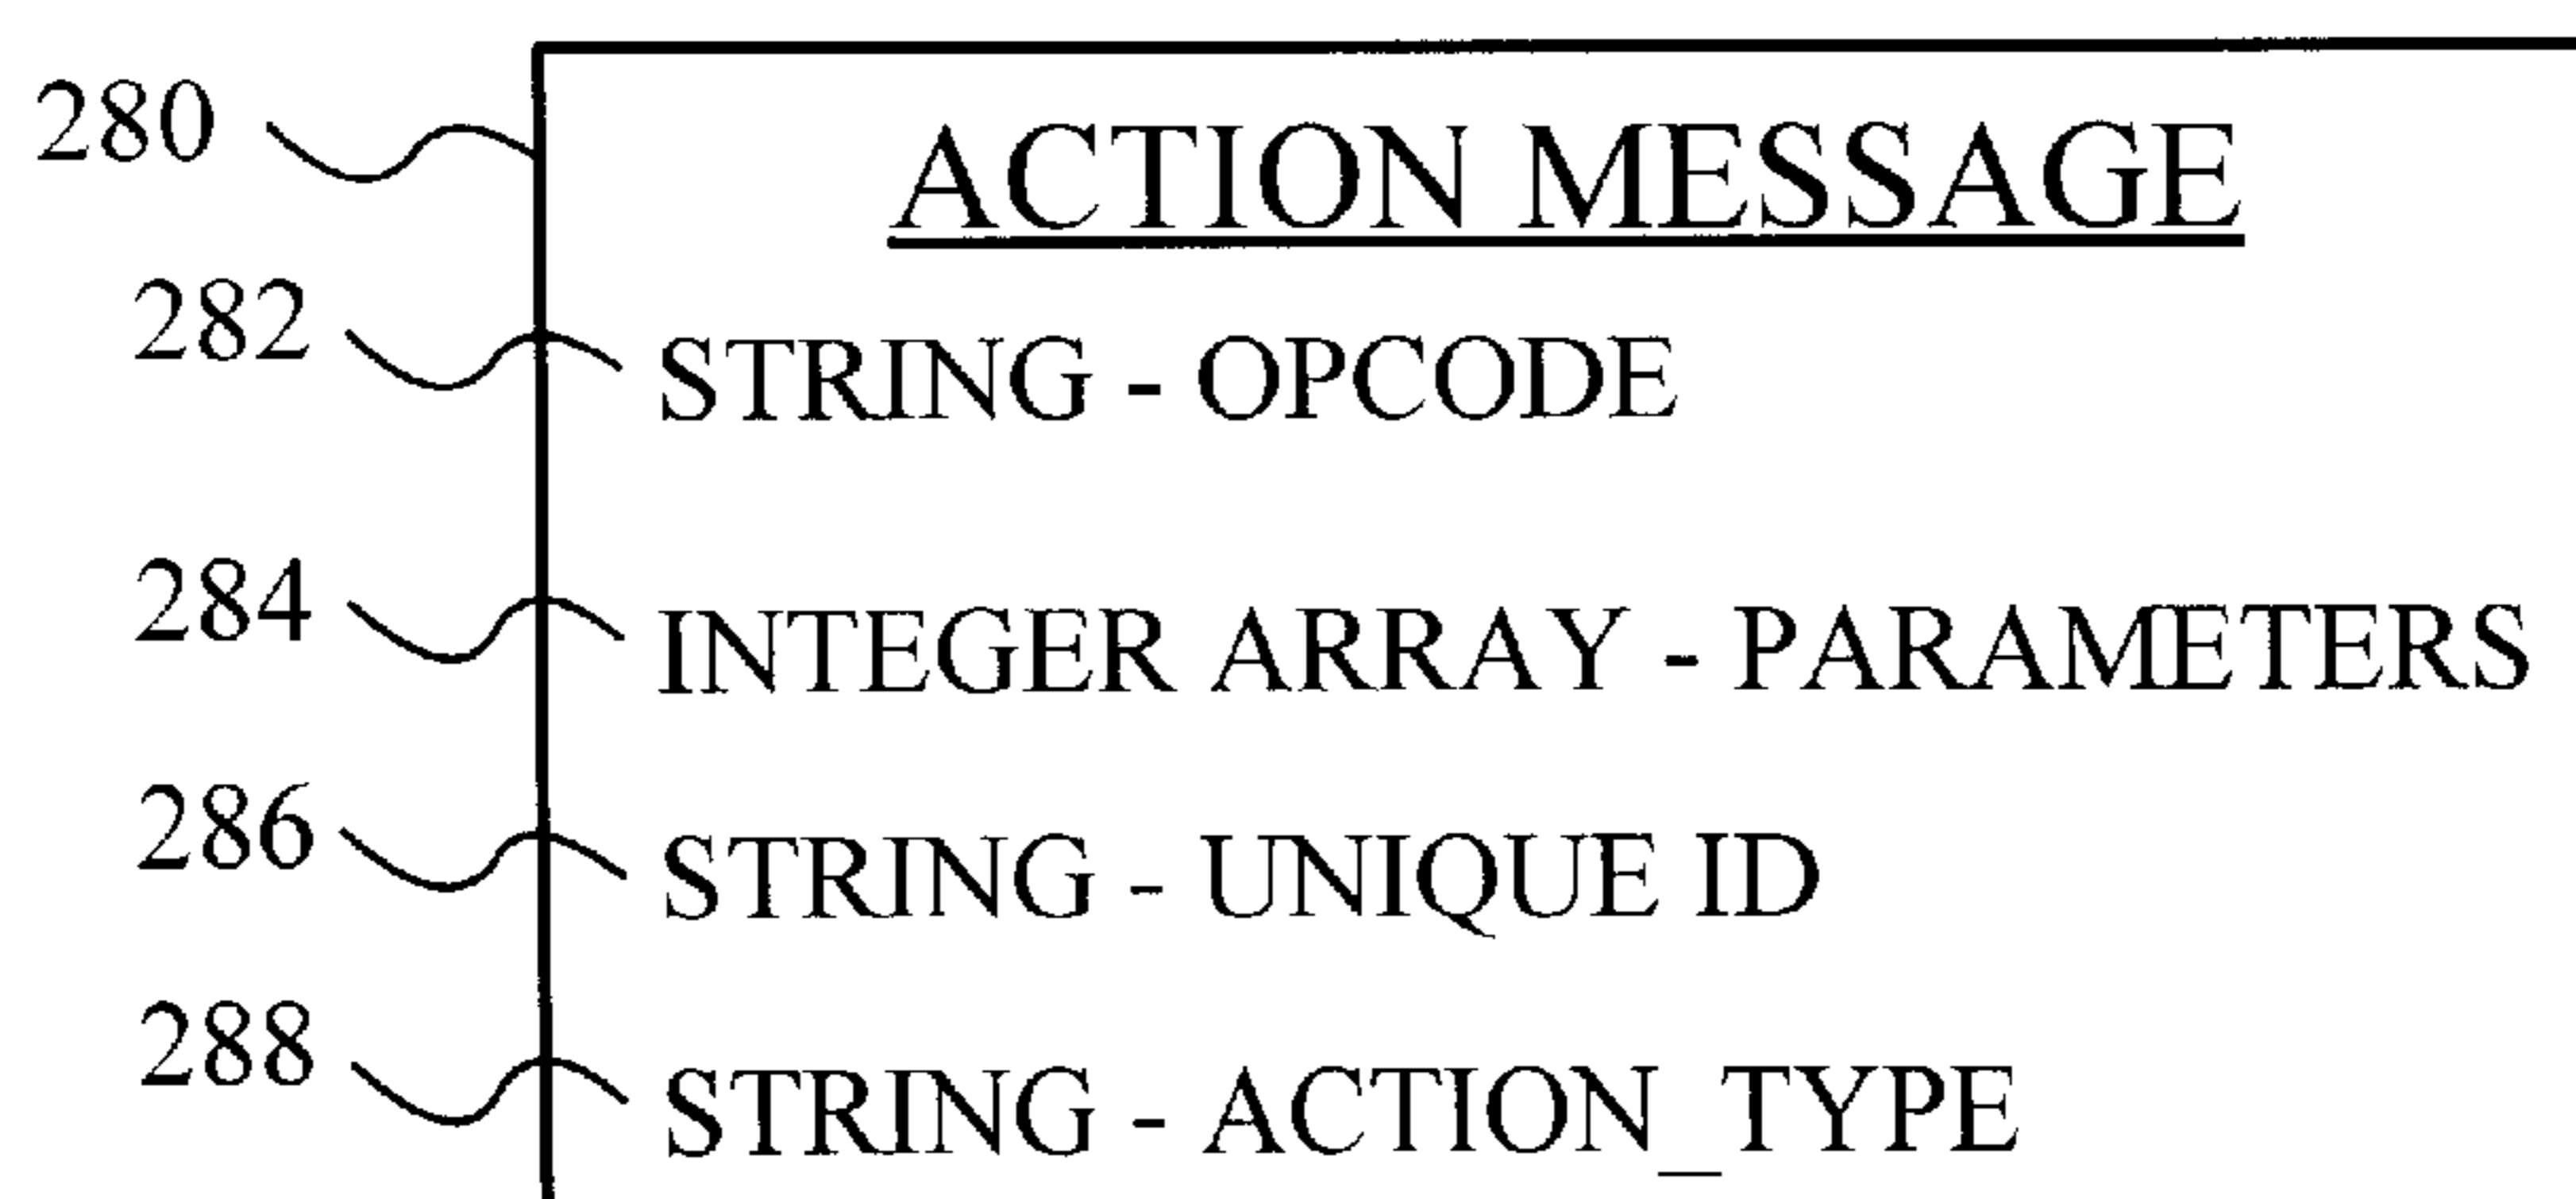 280 ACTION MESSAGE
282 STRING - OPCODE
284 INTEGER ARRAY - PARAMETERS
286 STRING - UNIQUE ID
288 STRING - ACTION_TYPE